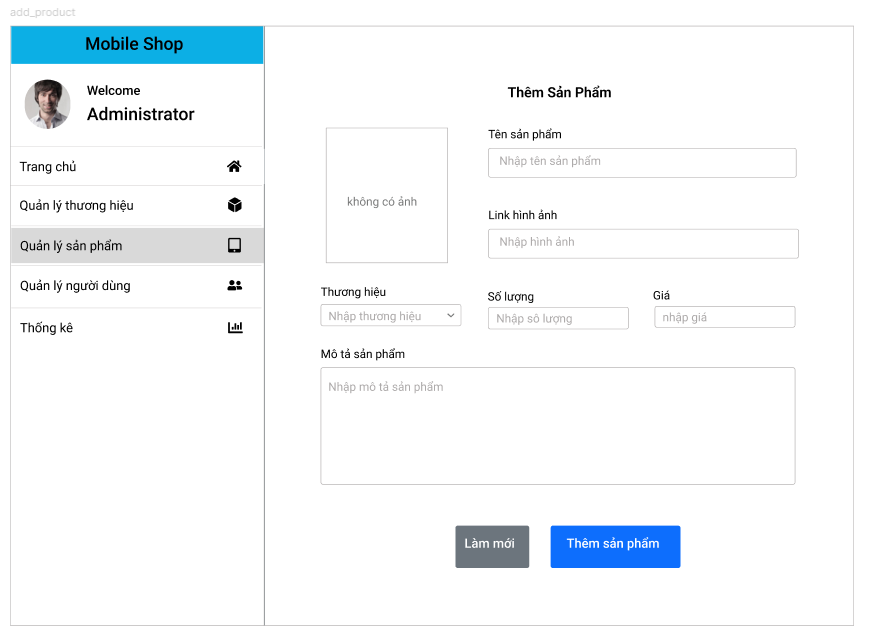 add_product
Mobile Shop
Welcome
Administrator
Trang chủ
Quản lý thương hiệu
Quản lý sản phẩm
Quản lý người dùng
Thống kê
Thêm Sản Phẩm
không có ảnh
Tên sản phẩm
Nhập tên sản phẩm
Link hình ảnh
Nhập hình ảnh
Thương hiệu
Nhập thương hiệu
Số lượng
Nhập sô lượng
Giá
nhập giá
Mô tả sản phẩm
Nhập mô tả sản phẩm
Làm mới
Thêm sản phẩm